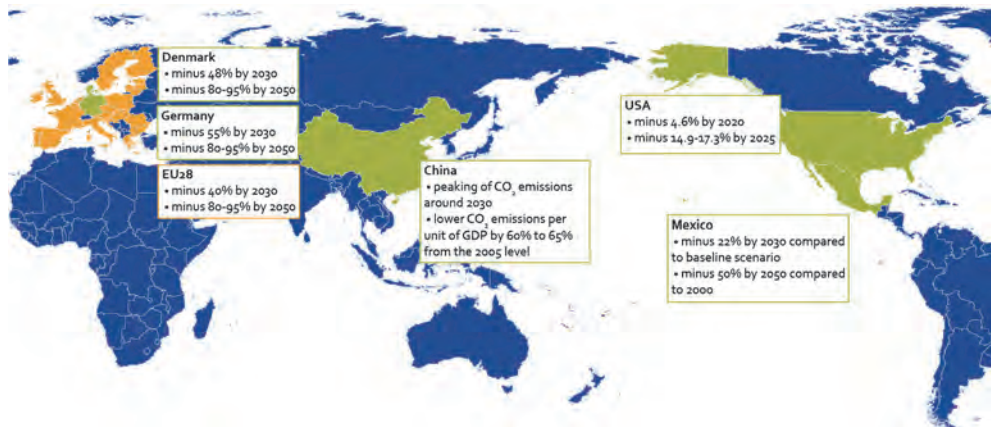 Denmark
• minus 48% by 2030
• minus 80-95% by 2050
Germany
• minus 55% by 2030
• minus 80-95% by 2050
EU28
• minus 40% by 2030
• minus 80-95% by 2050
China
• peaking of CO₂ emissions
around 2030
• lower CO₂ emissions per
unit of GDP by 60% to 65%
from the 2005 level
USA
• minus 4.6% by 2020
• minus 14.9-17.3% by 2025
Mexico
• minus 22% by 2030 compared
to baseline scenario
• minus 50% by 2050 compared
to 2000